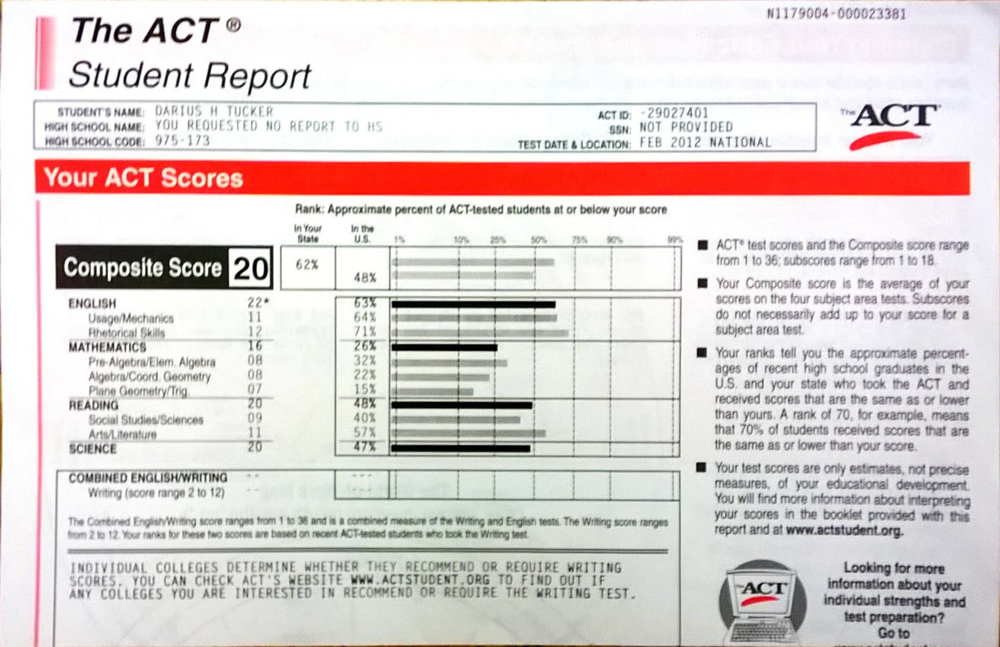 N1179004-000023381
The ACT®
Student Report
STUDENT'S NAME: DARIUS H TUCKER
HIGH SCHOOL NAME: YOU REQUESTED NO REPORT TO HS
HIGH SCHOOL CODE: 975-173
ACT ID: -29027401
SSN: NOT PROVIDED
TEST DATE & LOCATION: FEB 2012 NATIONAL
The ACT
Your ACT Scores
Rank: Approximate percent of ACT-tested students at or below your score
In Your State In the U.S. 1% 10% 25% 50% 75% 90% 99%
Composite Score 20 62% 48%
ENGLISH 22* 63%
Usage/Mechanics 11 64%
Rhetorical Skills 12 71%
MATHEMATICS 16 26%
Pre-Algebra/Elem. Algebra 08 32%
Algebra/Coord. Geometry 08 22%
Plane Geometry/Trig. 07 15%
READING 20 48%
Social Studies/Sciences 09 40%
Arts/Literature 11 57%
SCIENCE 20 47%
COMBINED ENGLISH/WRITING -- ---
Writing (score range 2 to 12) --
The Combined English/Writing score ranges from 1 to 36 and is a combined measure of the Writing and English tests. The Writing score ranges
from 2 to 12. Your ranks for these two scores are based on recent ACT-tested students who took the Writing test.
INDIVIDUAL COLLEGES DETERMINE WHETHER THEY RECOMMEND OR REQUIRE WRITING
SCORES. YOU CAN CHECK ACT'S WEBSITE WWW.ACTSTUDENT.ORG TO FIND OUT IF
ANY COLLEGES YOU ARE INTERESTED IN RECOMMEND OR REQUIRE THE WRITING TEST.
■ ACT® test scores and the Composite score range
from 1 to 36; subscores range from 1 to 18.
■ Your Composite score is the average of your
scores on the four subject area tests. Subscores
do not necessarily add up to your score for a
subject area test.
■ Your ranks tell you the approximate percent-
ages of recent high school graduates in the
U.S. and your state who took the ACT and
received scores that are the same as or lower
than yours. A rank of 70, for example, means
that 70% of students received scores that are
the same as or lower than your score.
■ Your test scores are only estimates, not precise
measures, of your educational development.
You will find more information about interpreting
your scores in the booklet provided with this
report and at www.actstudent.org.
The ACT
Looking for more
information about your
individual strengths and
test preparation?
Go to